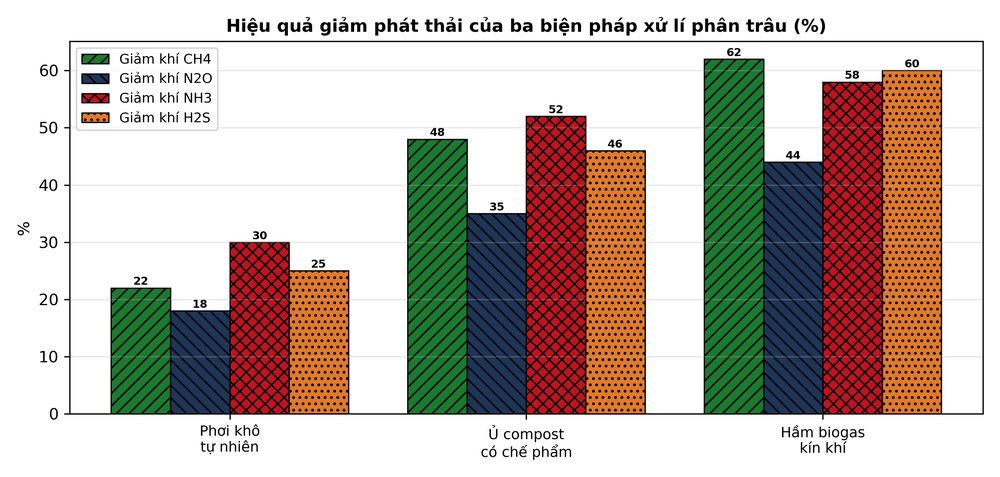 Hiệu quả giảm phát thải của ba biện pháp xử lí phân trâu (%)
Giảm khí CH4
Giảm khí N2O
Giảm khí NH3
Giảm khí H2S
%
60
50
40
30
20
10
0
22
18
30
25
48
35
52
46
62
44
58
60
Phơi khô
tự nhiên
Ủ compost
có chế phẩm
Hầm biogas
kín khí